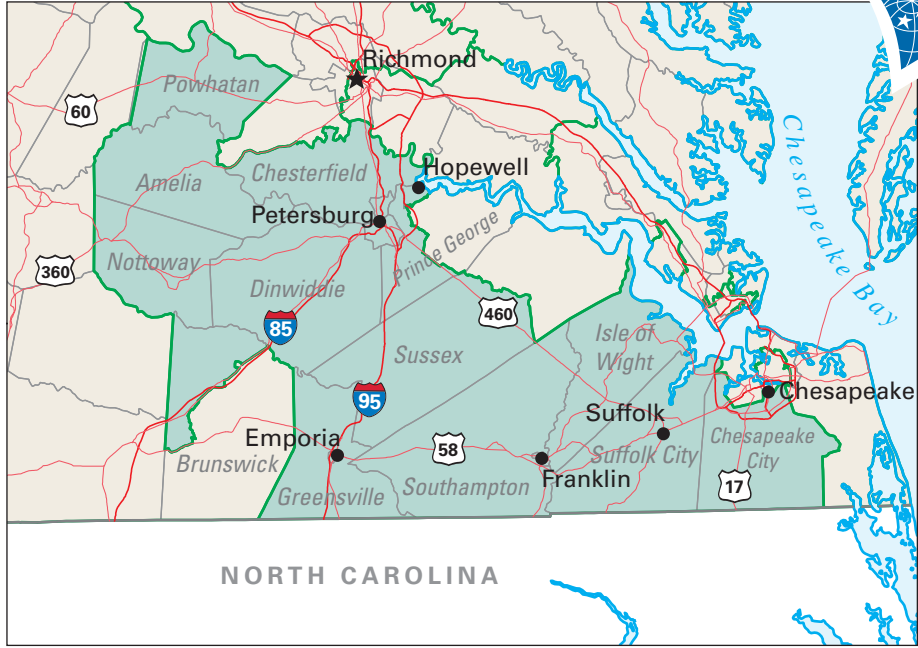 Richmond
Powhatan
60
Chesapeake Bay
Hopewell
Chesterfield
Amelia
Petersburg
Prince George
Nottoway
360
Dinwiddie
460
85
Isle of
Wight
Sussex
95
Chesapeake
Suffolk
Emporia
58
Chesapeake
City
Suffolk City
Brunswick
Franklin
17
Southampton
Greensville
NORTH CAROLINA